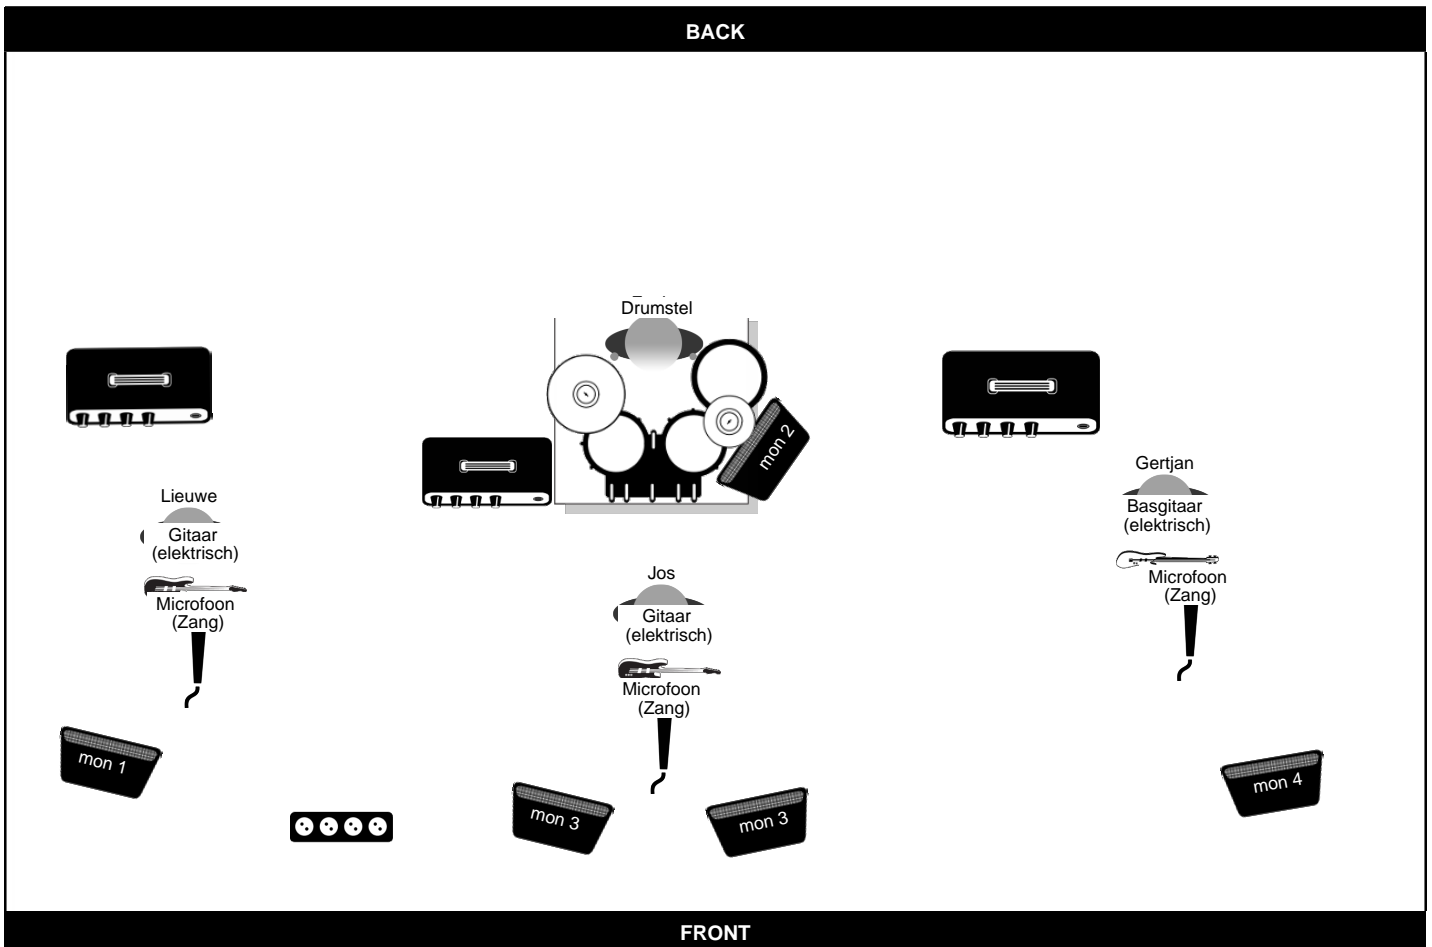 BACK
Drumstel
mon 2
Gertjan
Basgitaar
(elektrisch)
Microfoon
(Zang)
Lieuwe
Gitaar
(elektrisch)
Microfoon
(Zang)
Jos
Gitaar
(elektrisch)
Microfoon
(Zang)
mon 1
mon 3
mon 3
mon 4
FRONT